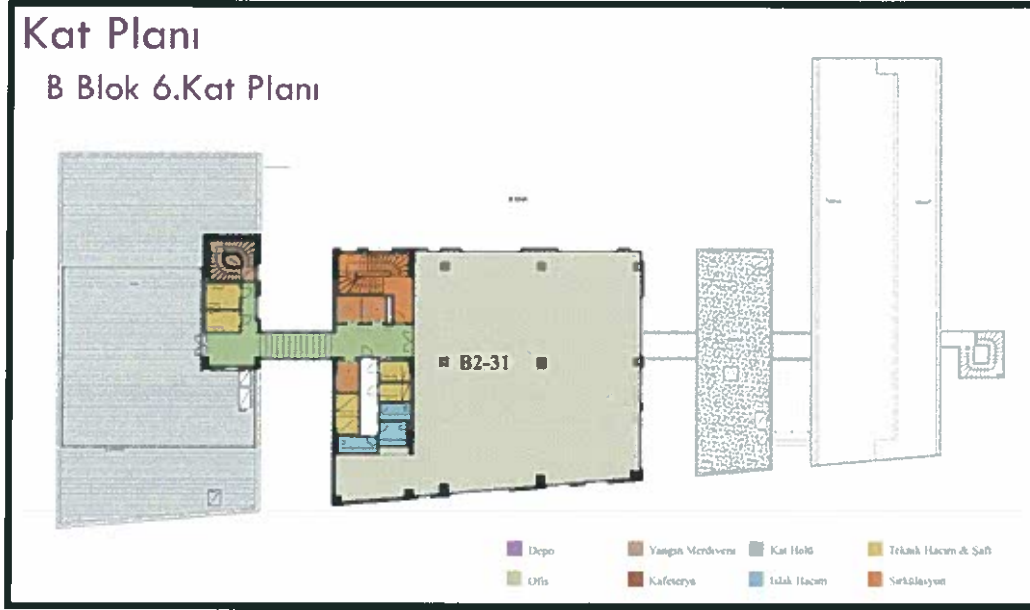 Kat Planı
B Blok 6.Kat Planı
B2-31
Depo
Yangın Merdiveni
Kat Holü
Teknik Hacım & Şaft
Ofis
Kafeterya
Islak Hacım
Sirkülasyon